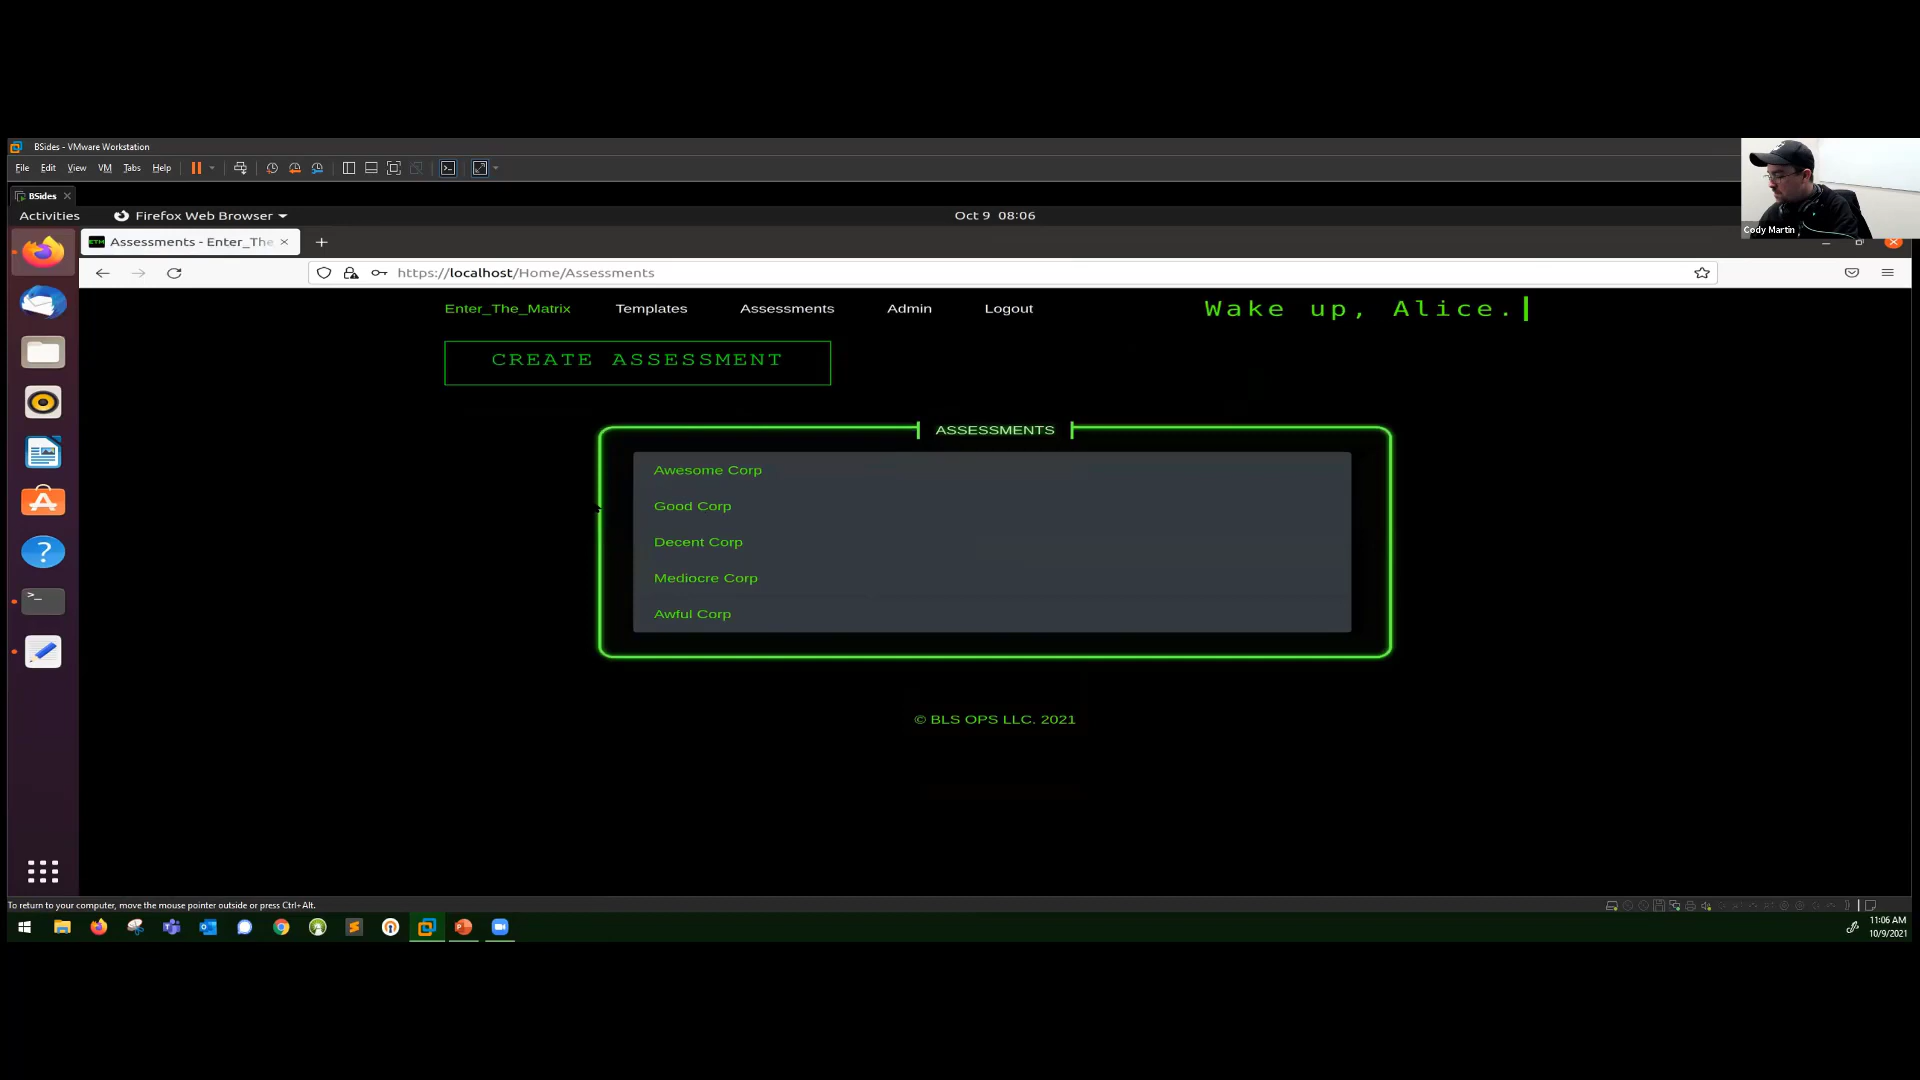 BSides - VMware Workstation
File Edit View VM Tabs Help
BSides
Activities Firefox Web Browser Oct 9 08:06
Cody Martin
ETM Assessments - Enter_The
https://localhost/Home/Assessments
Enter_The_Matrix Templates Assessments Admin Logout Wake up, Alice.
CREATE ASSESSMENT
ASSESSMENTS
Awesome Corp
Good Corp
Decent Corp
Mediocre Corp
Awful Corp
© BLS OPS LLC. 2021
To return to your computer, move the mouse pointer outside or press Ctrl+Alt.
11:06 AM
10/9/2021